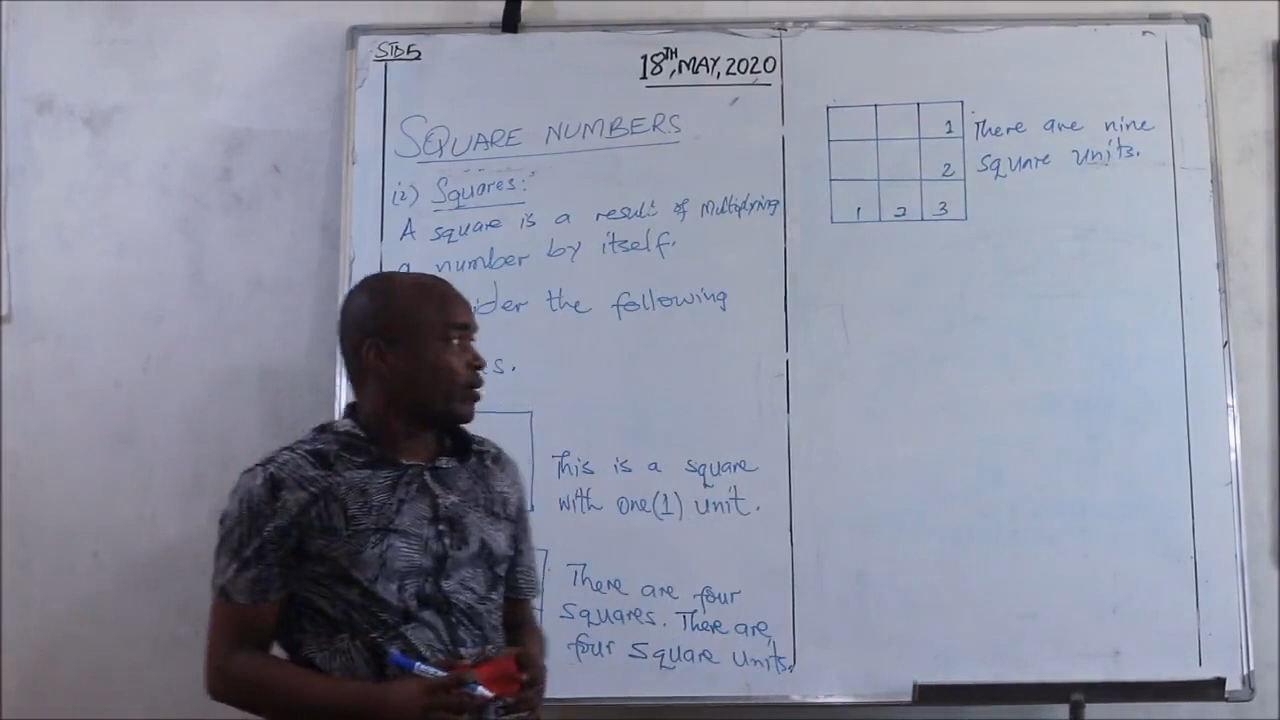 STD5
18TH, MAY, 2020
SQUARE NUMBERS
(i) Squares:
A square is a result of multiplying
a number by itself.
the following
This is a square
with one (1) unit.
There are four
squares. There are
four square units.
1
2
1 2 3
There are nine
square units.